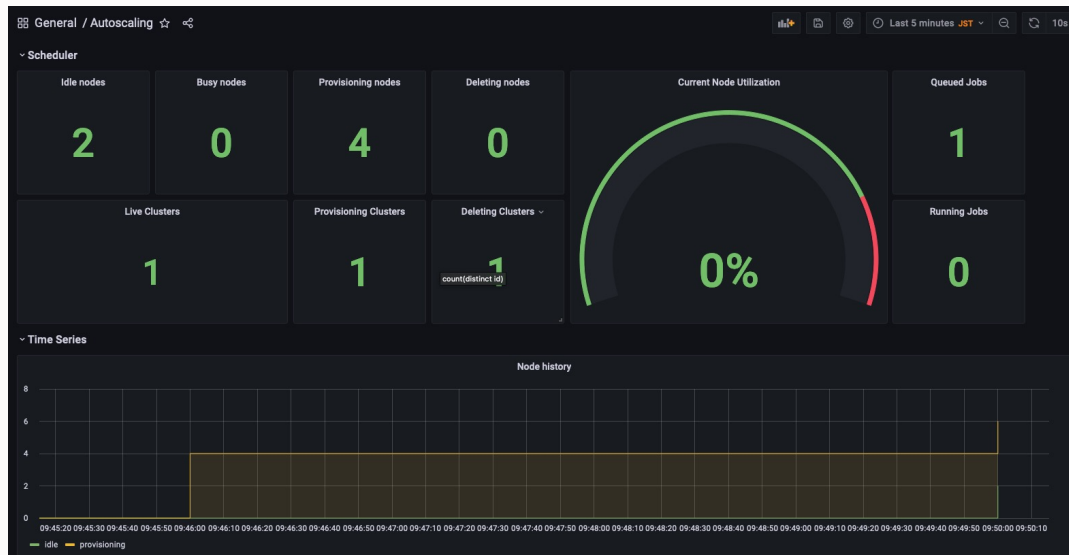 General / Autoscaling
Last 5 minutes JST
10s
Scheduler
Idle nodes
Busy nodes
Provisioning nodes
Deleting nodes
Current Node Utilization
Queued Jobs
2
0
4
0
1
Live Clusters
Provisioning Clusters
Deleting Clusters
Running Jobs
1
1
1
count(distinct id)
0%
0
Time Series
Node history
8
6
4
2
0
09:45:20 09:45:30 09:45:40 09:45:50 09:46:00 09:46:10 09:46:20 09:46:30 09:46:40 09:46:50 09:47:00 09:47:10 09:47:20 09:47:30 09:47:40 09:47:50 09:48:00 09:48:10 09:48:20 09:48:30 09:48:40 09:48:50 09:49:00 09:49:10 09:49:20 09:49:30 09:49:40 09:49:50 09:50:00 09:50:10
idle provisioning